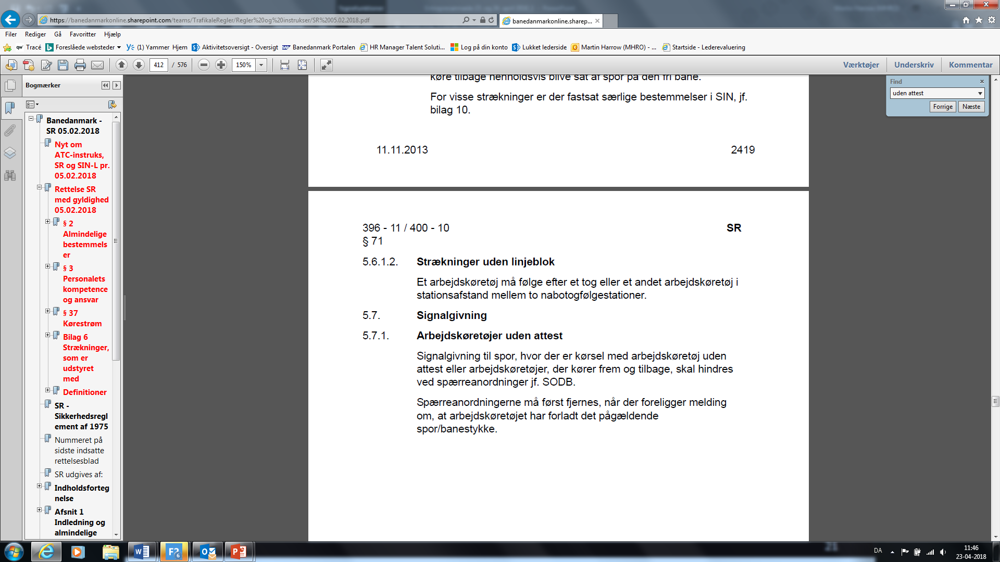 https://banedanmarkonline.sharepoint.com/teams/TrafikaleRegler/Regler%20og%20instrukser/SR%2005.02.2018.pdf
banedanmarkonline.sharep...
Filer Rediger Gå Favoritter Hjælp
qw Tracé Foreslåede websteder (1) Yammer Hjem Aktivitetsoversigt - Oversigt Banedanmark Portalen HR Manager Talent Soluti... Log på din konto Lukket lederside Martin Harrow (MHRO) - ... Startside - Lederevaluering
412 / 576 150% Værktøjer Underskriv Kommentar
Bogmærker
Banedanmark -
SR 05.02.2018
Nyt om
ATC-instruks,
SR og SIN-L pr.
05.02.2018
Rettelse SR
med gyldighed
05.02.2018
§ 2
Almindelige
bestemmels
er
§ 3
Personalets
kompetence
og ansvar
§ 37
Kørestrøm
Bilag 6
Strækninger,
som er
udstyret
med
Definitioner
SR -
Sikkerhedsregl
ement af 1975
Nummeret på
sidste indsatte
rettelsesblad
SR udgives af:
Indholdsforteg
nelse
Afsnit 1
Indledning og
almindelige
køre tilbage henholdsvis blive sat af spor på den fri bane.
For visse strækninger er der fastsat særlige bestemmelser i SIN, jf.
bilag 10.
11.11.2013 2419
396 - 11 / 400 - 10 SR
§ 71
5.6.1.2. Strækninger uden linjeblok
Et arbejdskøretøj må følge efter et tog eller et andet arbejdskøretøj i
stationsafstand mellem to nabotogfølgestationer.
5.7. Signalgivning
5.7.1. Arbejdskøretøjer uden attest
Signalgivning til spor, hvor der er kørsel med arbejdskøretøj uden
attest eller arbejdskøretøjer, der kører frem og tilbage, skal hindres
ved spærreanordninger jf. SODB.
Spærreanordningerne må først fjernes, når der foreligger melding
om, at arbejdskøretøjet har forladt det pågældende
spor/banestykke.
Find
uden attest
Forrige Næste
DA
11:46
23-04-2018